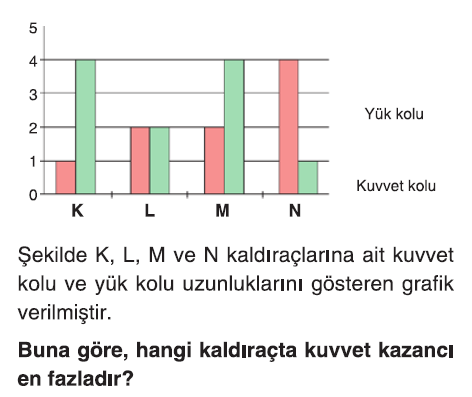 5
4
3
2
1
0
K L M N
Yük kolu
Kuvvet kolu
Şekilde K, L, M ve N kaldıraçlarına ait kuvvet
kolu ve yük kolu uzunluklarını gösteren grafik
verilmiştir.
Buna göre, hangi kaldıraçta kuvvet kazancı
en fazladır?